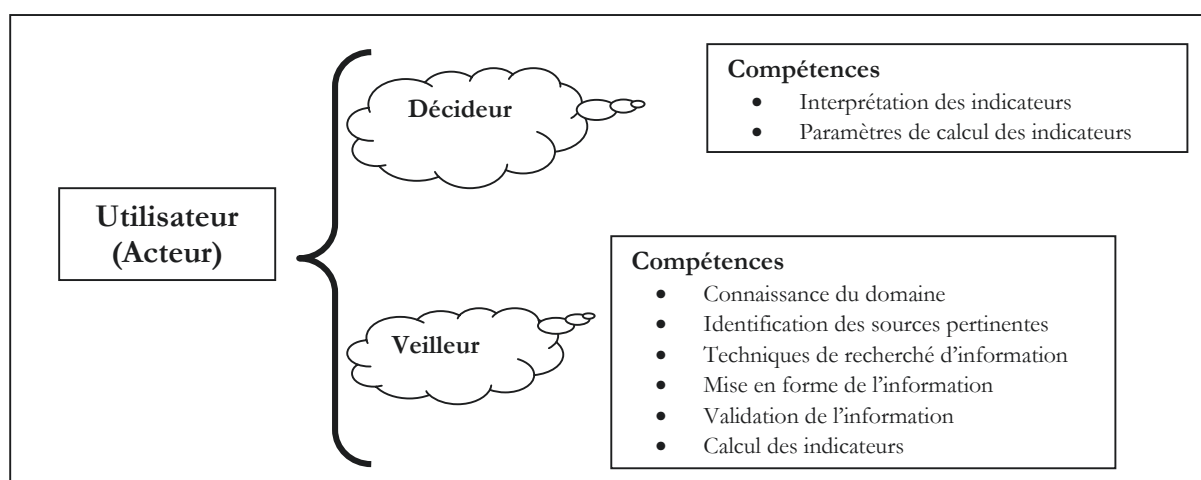 Utilisateur
(Acteur)
Décideur
Compétences
• Interprétation des indicateurs
• Paramètres de calcul des indicateurs
Veilleur
Compétences
• Connaissance du domaine
• Identification des sources pertinentes
• Techniques de recherché d’information
• Mise en forme de l’information
• Validation de l’information
• Calcul des indicateurs